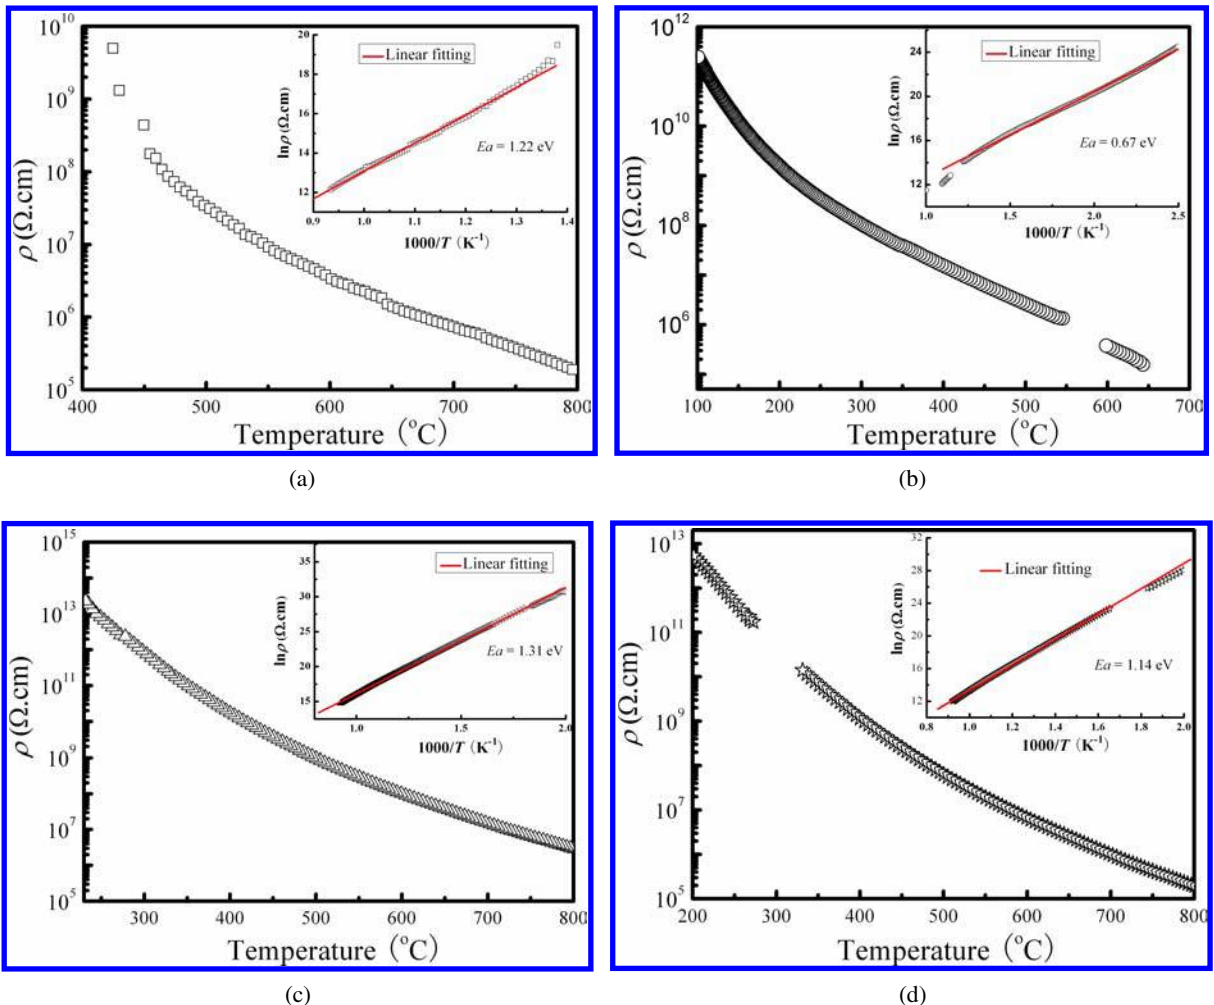 10^10
10^9
10^8
10^7
10^6
10^5
ρ (Ω.cm)
400 500 600 700 800
Temperature (°C)
20
18
16
14
12
lnρ (Ω.cm)
Linear fitting
Ea = 1.22 eV
0.9 1.0 1.1 1.2 1.3 1.4
1000/T (K⁻¹)
(a)
10^12
10^10
10^8
10^6
ρ (Ω.cm)
100 200 300 400 500 600 700
Temperature (°C)
24
20
16
12
lnρ (Ω.cm)
Linear fitting
Ea = 0.67 eV
1.0 1.5 2.0 2.5
1000/T (K⁻¹)
(b)
10^15
10^13
10^11
10^9
10^7
10^5
ρ (Ω.cm)
300 400 500 600 700 800
Temperature (°C)
35
30
25
20
15
lnρ (Ω.cm)
Linear fitting
Ea = 1.31 eV
1.0 1.5 2.0
1000/T (K⁻¹)
(c)
10^13
10^11
10^9
10^7
10^5
ρ (Ω.cm)
200 300 400 500 600 700 800
Temperature (°C)
32
28
24
20
16
12
lnρ (Ω.cm)
Linear fitting
Ea = 1.14 eV
0.8 1.0 1.2 1.4 1.6 1.8 2.0
1000/T (K⁻¹)
(d)